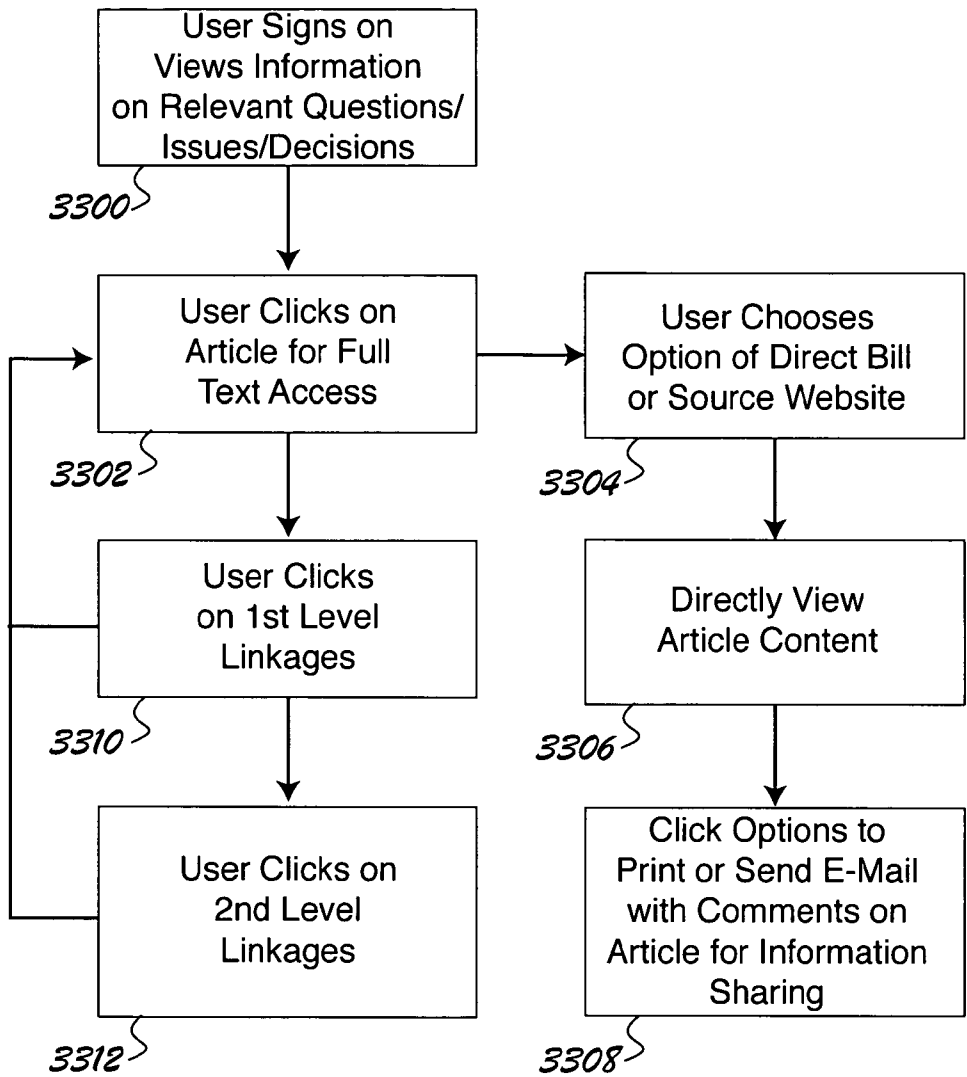 User Signs on
Views Information
on Relevant Questions/
Issues/Decisions
3300
User Clicks on
Article for Full
Text Access
3302
User Chooses
Option of Direct Bill
or Source Website
3304
User Clicks
on 1st Level
Linkages
3310
Directly View
Article Content
3306
User Clicks on
2nd Level
Linkages
3312
Click Options to
Print or Send E-Mail
with Comments on
Article for Information
Sharing
3308